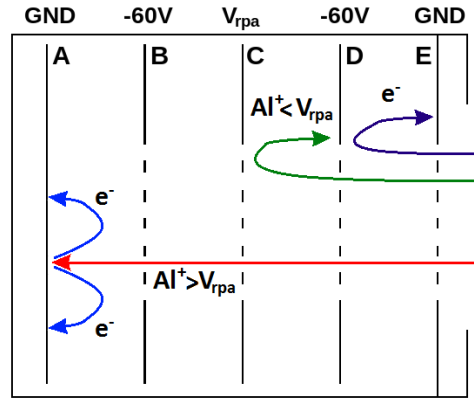 GND -60V Vrpa -60V GND
A B C D E
Al+<Vrpa
e-
e-
Al+>Vrpa
e-